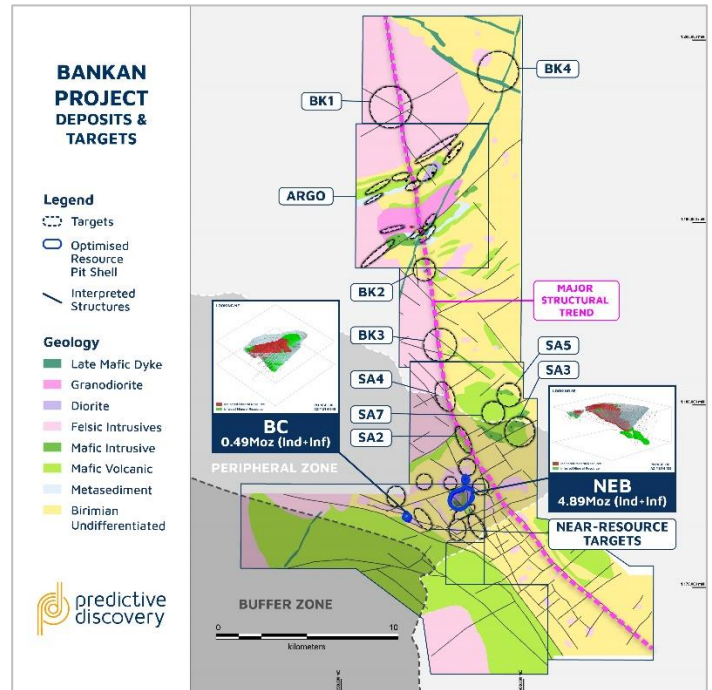 BANKAN
PROJECT
DEPOSITS &
TARGETS
Legend
Targets
Optimised
Resource
Pit Shell
Interpreted
Structures
Geology
Late Mafic Dyke
Granodiorite
Diorite
Felsic Intrusives
Mafic Intrusive
Mafic Volcanic
Metasediment
Birimian
Undifferentiated
predictive
discovery
BK4
BK1
ARGO
BK2
MAJOR
STRUCTURAL
TREND
BK3
SA5
SA3
SA4
SA7
SA2
BC
0.49Moz (Ind+Inf)
NEB
4.89Moz (Ind+Inf)
PERIPHERAL ZONE
NEAR-RESOURCE
TARGETS
BUFFER ZONE
0
10
kilometers